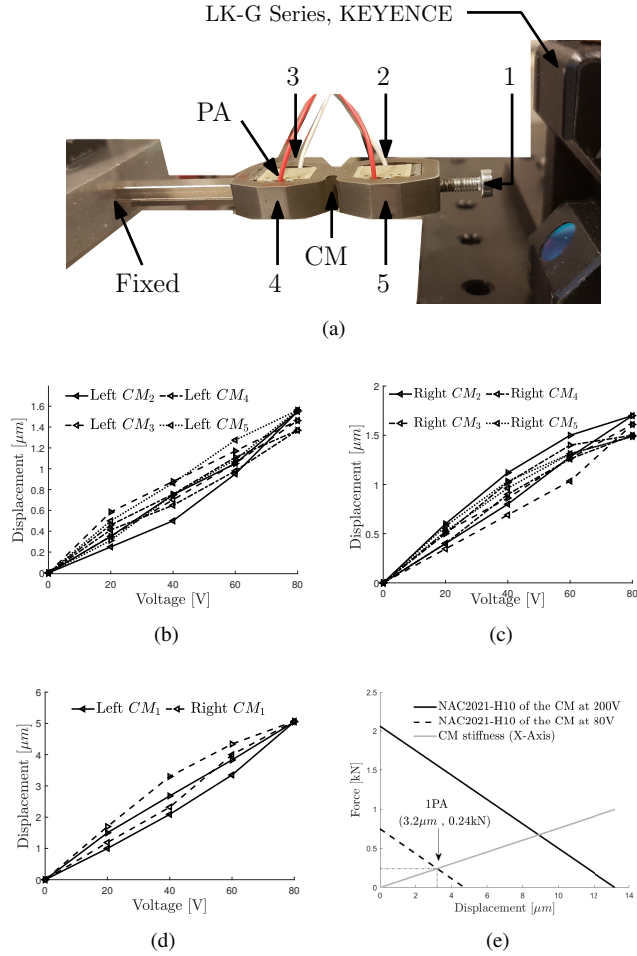 LK-G Series, KEYENCE
3
2
1
PA
CM
Fixed
4
5
(a)
Left CM₂ Left CM₄
Left CM₃ Left CM₅
Displacement [μm]
1.6
1.4
1.2
1
0.8
0.6
0.4
0.2
0
0 20 40 60 80
Voltage [V]
(b)
Right CM₂ Right CM₄
Right CM₃ Right CM₅
Displacement [μm]
2
1.5
1
0.5
0
0 20 40 60 80
Voltage [V]
(c)
Left CM₁ Right CM₁
Displacement [μm]
6
5
4
3
2
1
0
0 20 40 60 80
Voltage [V]
(d)
NAC2021-H10 of the CM at 200V
NAC2021-H10 of the CM at 80V
CM stiffness (X-Axis)
1PA
(3.2μm , 0.24kN)
Force [kN]
2.5
2
1.5
1
0.5
0
0 2 4 6 8 10 12 14
Displacement [μm]
(e)